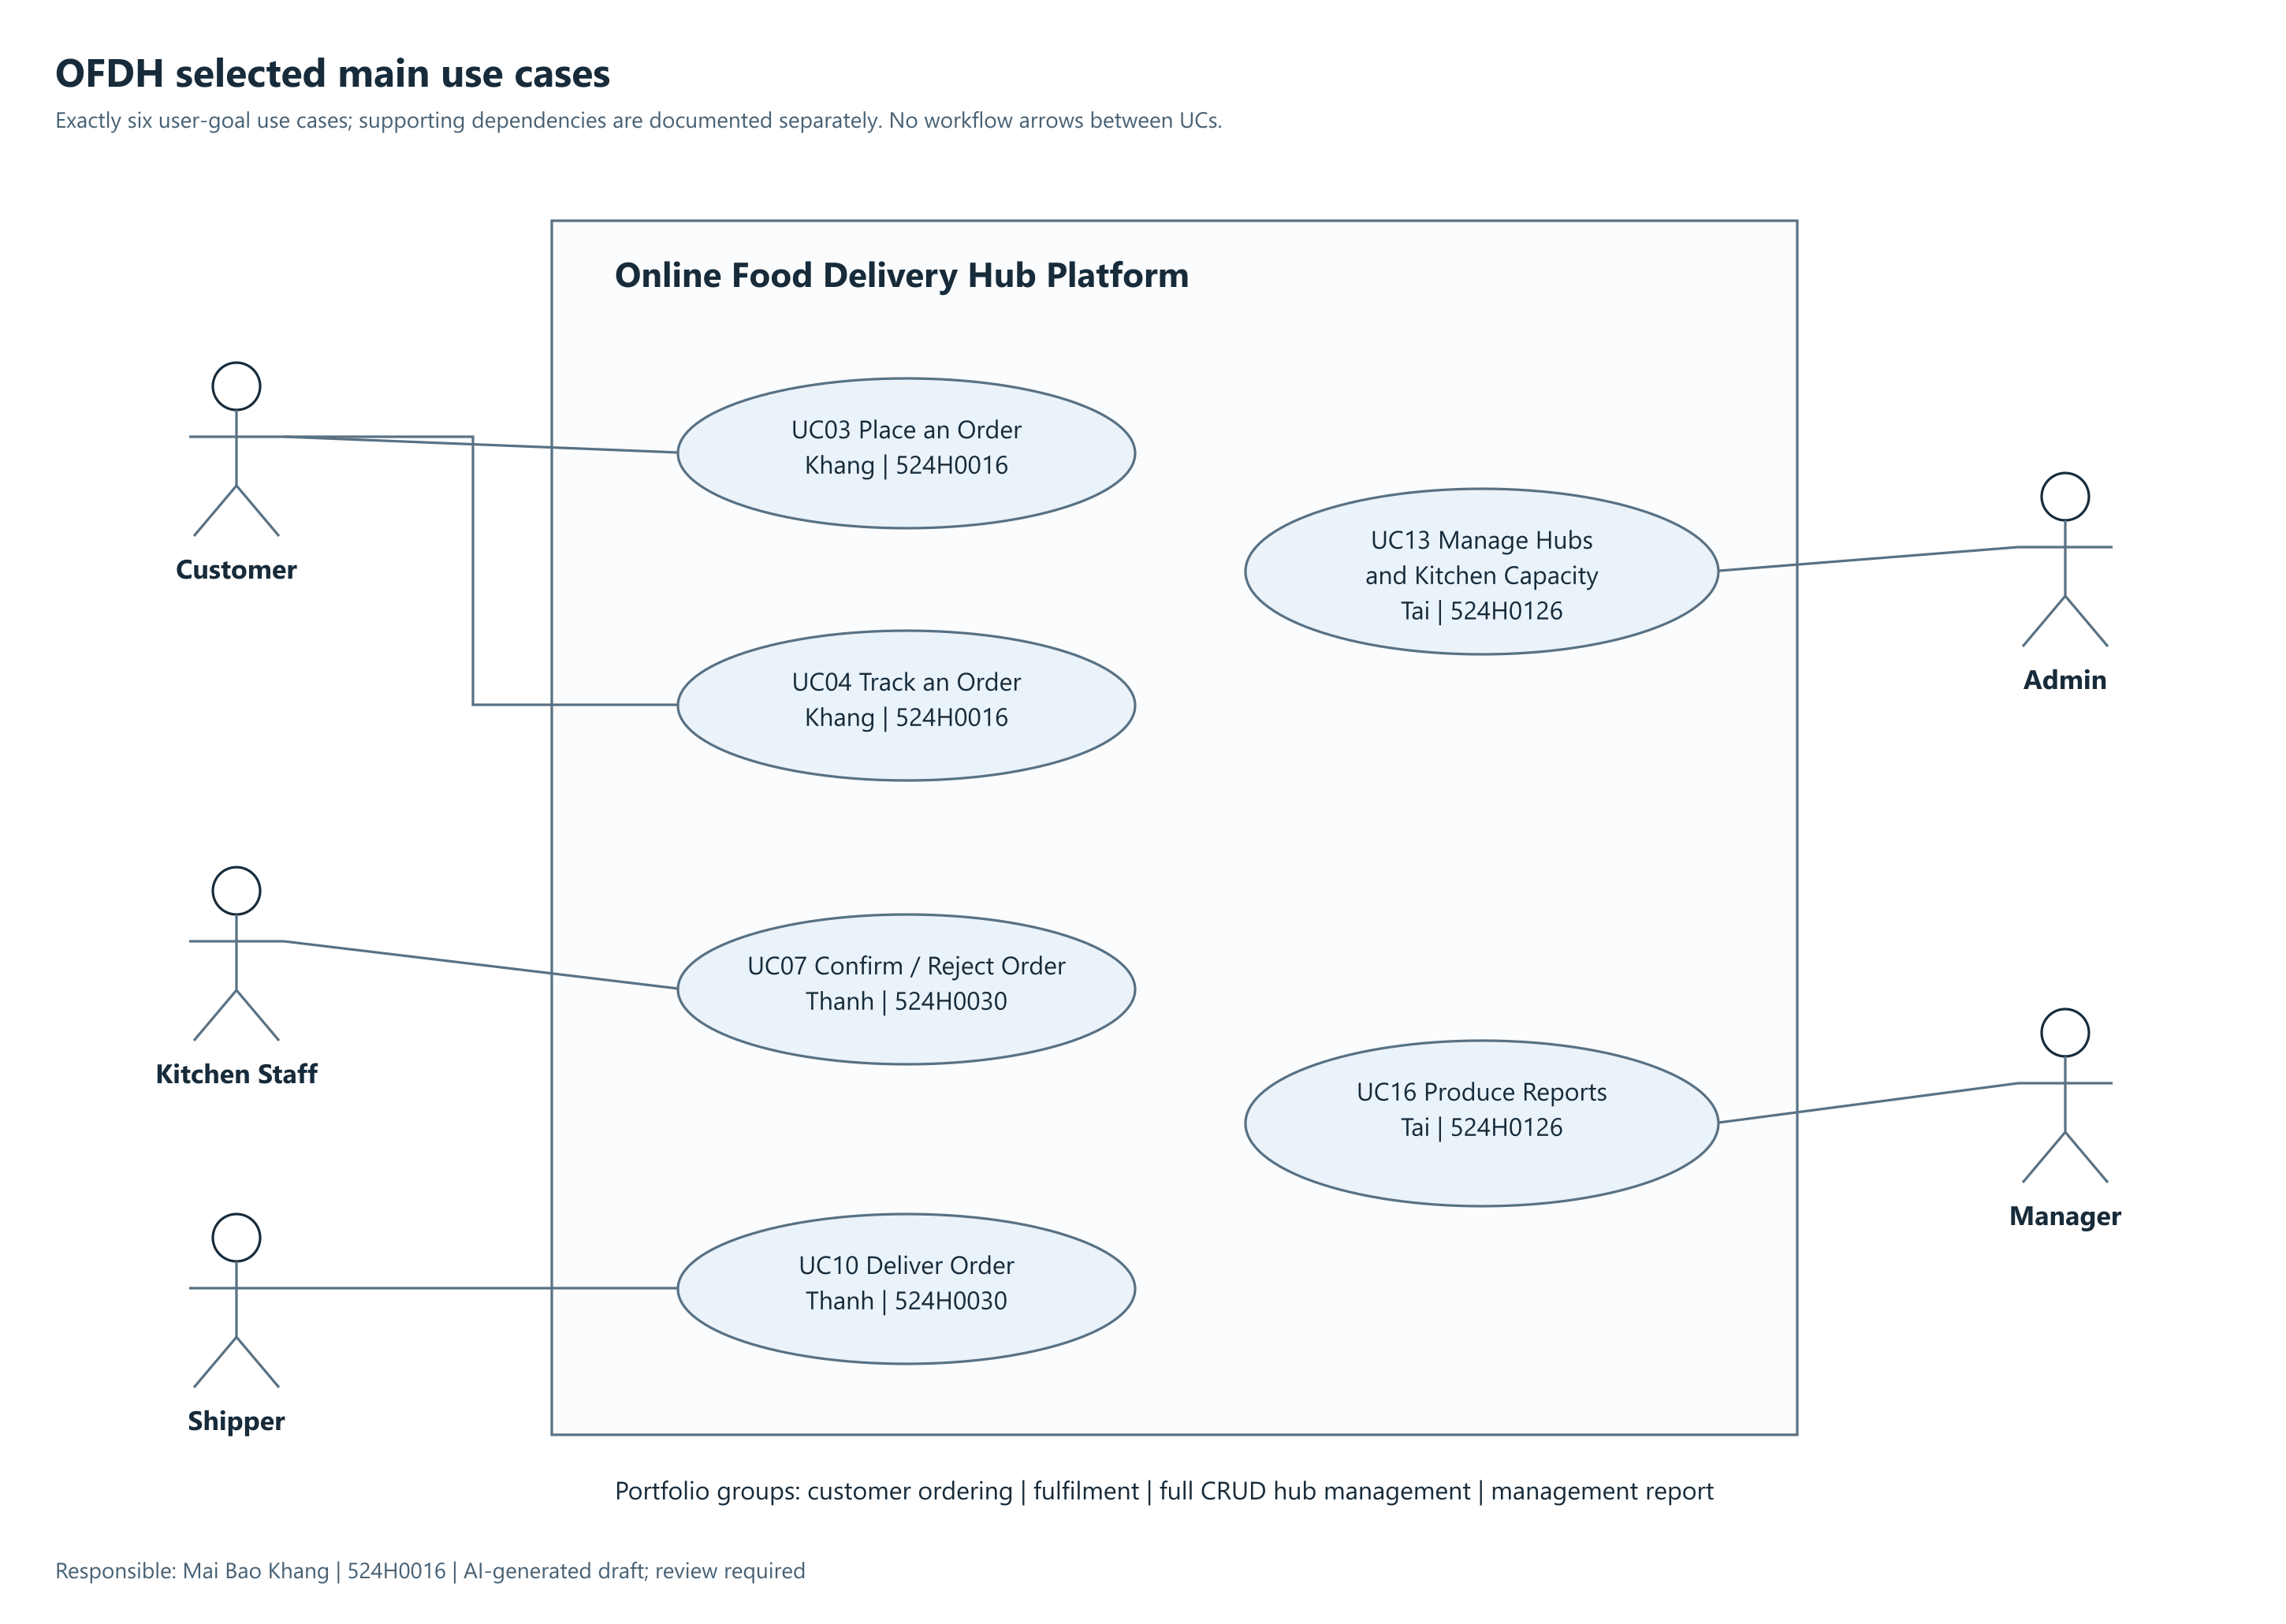 OFDH selected main use cases
Exactly six user-goal use cases; supporting dependencies are documented separately. No workflow arrows between UCs.
Online Food Delivery Hub Platform
Customer
UC03 Place an Order
Khang | 524H0016
UC04 Track an Order
Khang | 524H0016
UC13 Manage Hubs
and Kitchen Capacity
Tai | 524H0126
Admin
Kitchen Staff
UC07 Confirm / Reject Order
Thanh | 524H0030
UC16 Produce Reports
Tai | 524H0126
Manager
Shipper
UC10 Deliver Order
Thanh | 524H0030
Portfolio groups: customer ordering | fulfilment | full CRUD hub management | management report
Responsible: Mai Bao Khang | 524H0016 | AI-generated draft; review required